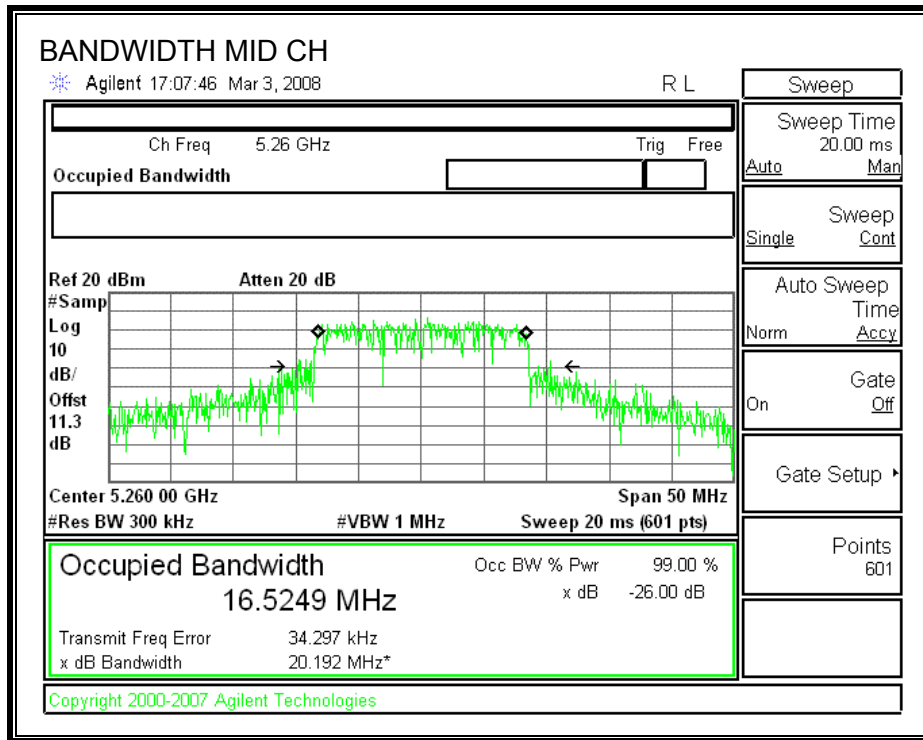 BANDWIDTH MID CH
Agilent 17:07:46 Mar 3, 2008 R L
Sweep
Ch Freq 5.26 GHz Trig Free
Occupied Bandwidth
Sweep Time
20.00 ms
Auto Man
Sweep
Single Cont
Auto Sweep
Time
Norm Accy
Gate
On Off
Gate Setup
Points
601
Ref 20 dBm Atten 20 dB
#Samp
Log
10
dB/
Offst
11.3
dB
Center 5.260 00 GHz Span 50 MHz
#Res BW 300 kHz #VBW 1 MHz Sweep 20 ms (601 pts)
Occupied Bandwidth Occ BW % Pwr 99.00 %
16.5249 MHz x dB -26.00 dB
Transmit Freq Error 34.297 kHz
x dB Bandwidth 20.192 MHz*
Copyright 2000-2007 Agilent Technologies